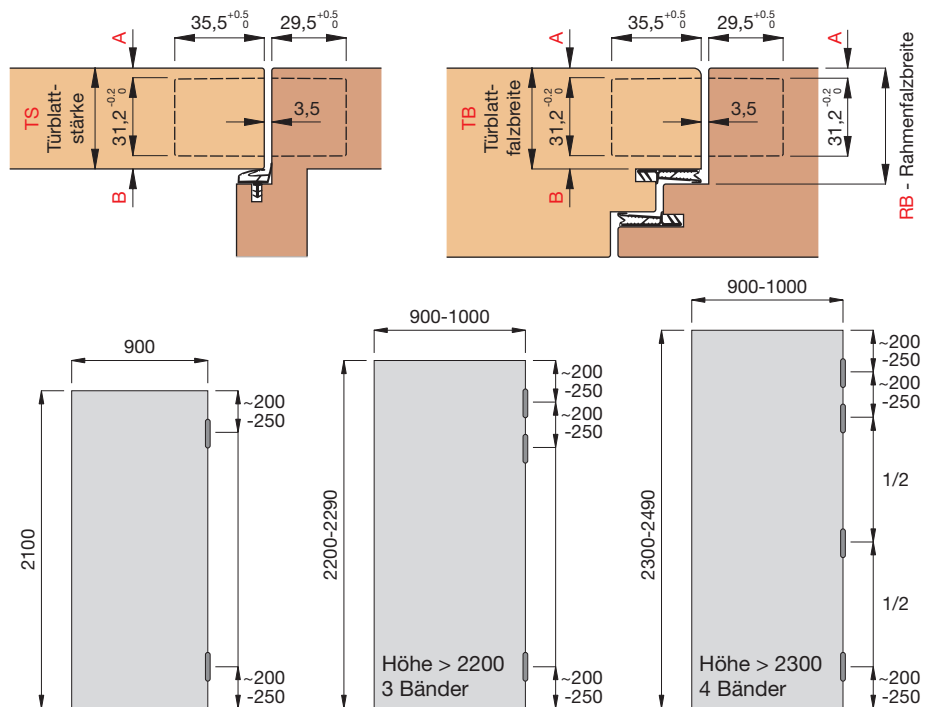 35,5 +0.5 0
29,5 +0.5 0
A
TS
Türblatt-
stärke
31,2 -0.2 0
3,5
B
35,5 +0.5 0
29,5 +0.5 0
A
A
TB
Türblatt-
falzbreite
31,2 -0.2 0
3,5
31,2 -0.2 0
B
RB - Rahmenfalzbreite
900
2100
~200
-250
~200
-250
900-1000
2200-2290
~200
-250
~200
-250
Höhe > 2200
3 Bänder
~200
-250
900-1000
2300-2490
~200
-250
~200
-250
1/2
1/2
Höhe > 2300
4 Bänder
~200
-250